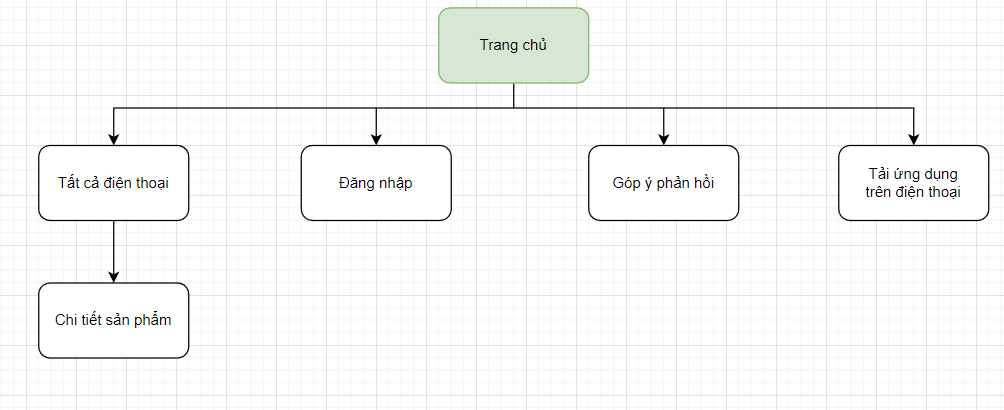 Trang chủ
Tất cả điện thoại
Đăng nhập
Góp ý phản hồi
Tải ứng dụng
trên điện thoại
Chi tiết sản phẩm